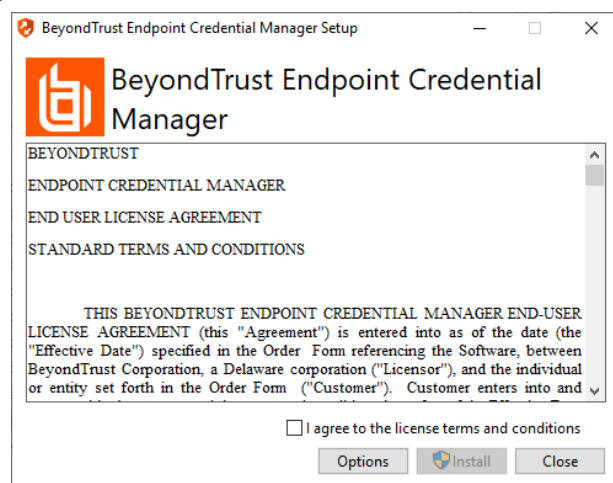 BeyondTrust Endpoint Credential Manager Setup
BeyondTrust Endpoint Credential
Manager
BEYONDTRUST
ENDPOINT CREDENTIAL MANAGER
END USER LICENSE AGREEMENT
STANDARD TERMS AND CONDITIONS
THIS BEYONDTRUST ENDPOINT CREDENTIAL MANAGER END-USER
LICENSE AGREEMENT (this "Agreement") is entered into as of the date (the
"Effective Date") specified in the Order Form referencing the Software, between
BeyondTrust Corporation, a Delaware corporation ("Licensor"), and the individual
or entity set forth in the Order Form ("Customer"). Customer enters into and
I agree to the license terms and conditions
Options Install Close